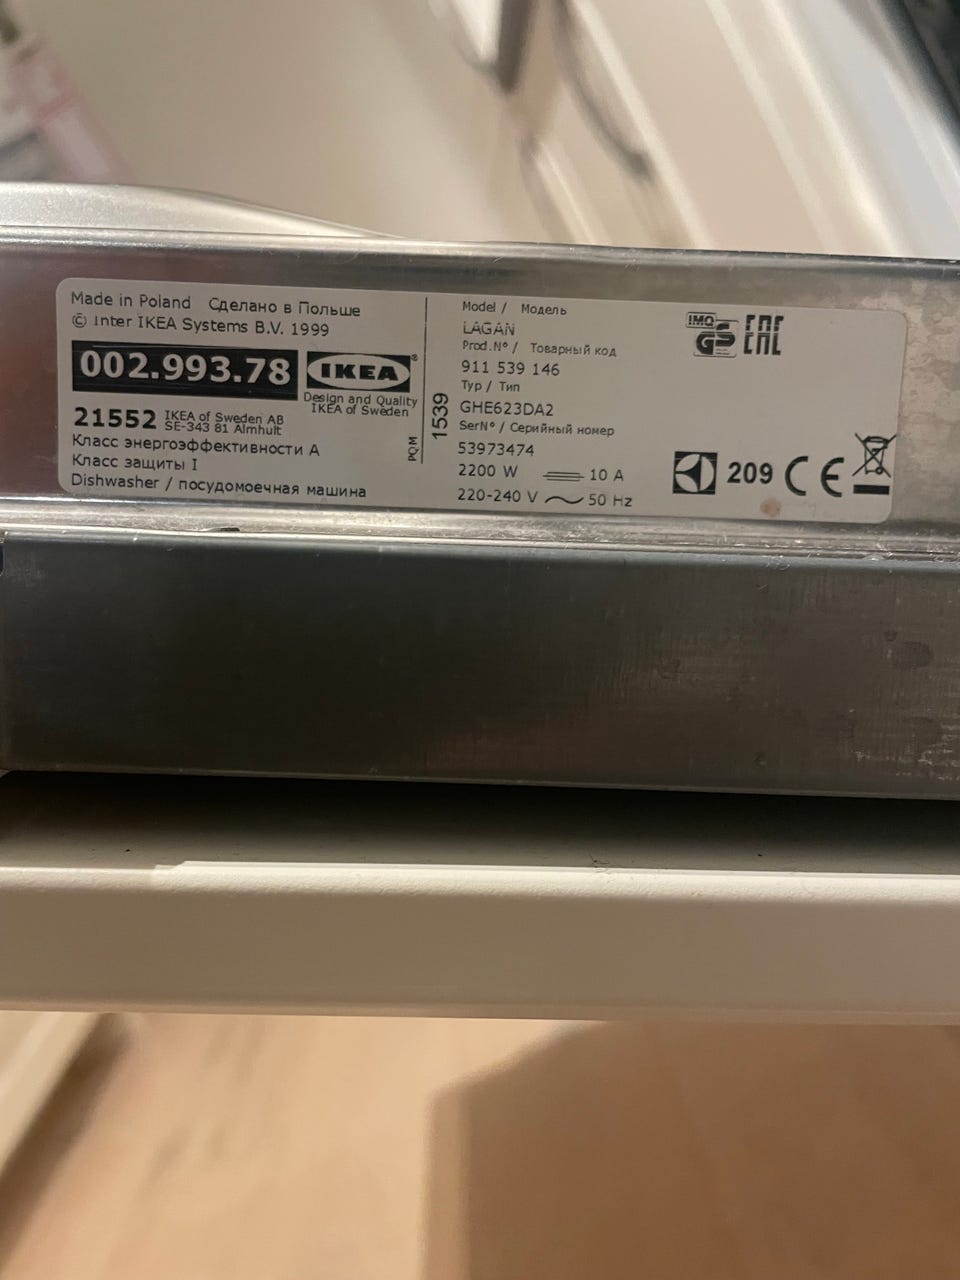 Made in Poland Сделано в Польше
© Inter IKEA Systems B.V. 1999
002.993.78
IKEA®
Design and Quality
IKEA of Sweden
21552
IKEA of Sweden AB
SE-343 81 Älmhult
Класс энергоэффективности A
Класс защиты I
Dishwasher / посудомоечная машина
PQM
1539
Model / Модель
LAGAN
Prod.Nº / Товарный код
911 539 146
Typ / Тип
GHE623DA2
SerNº / Серийный номер
53973474
2200 W 10 A
220-240 V 50 Hz
IMQ
GS
EAC
209
CE